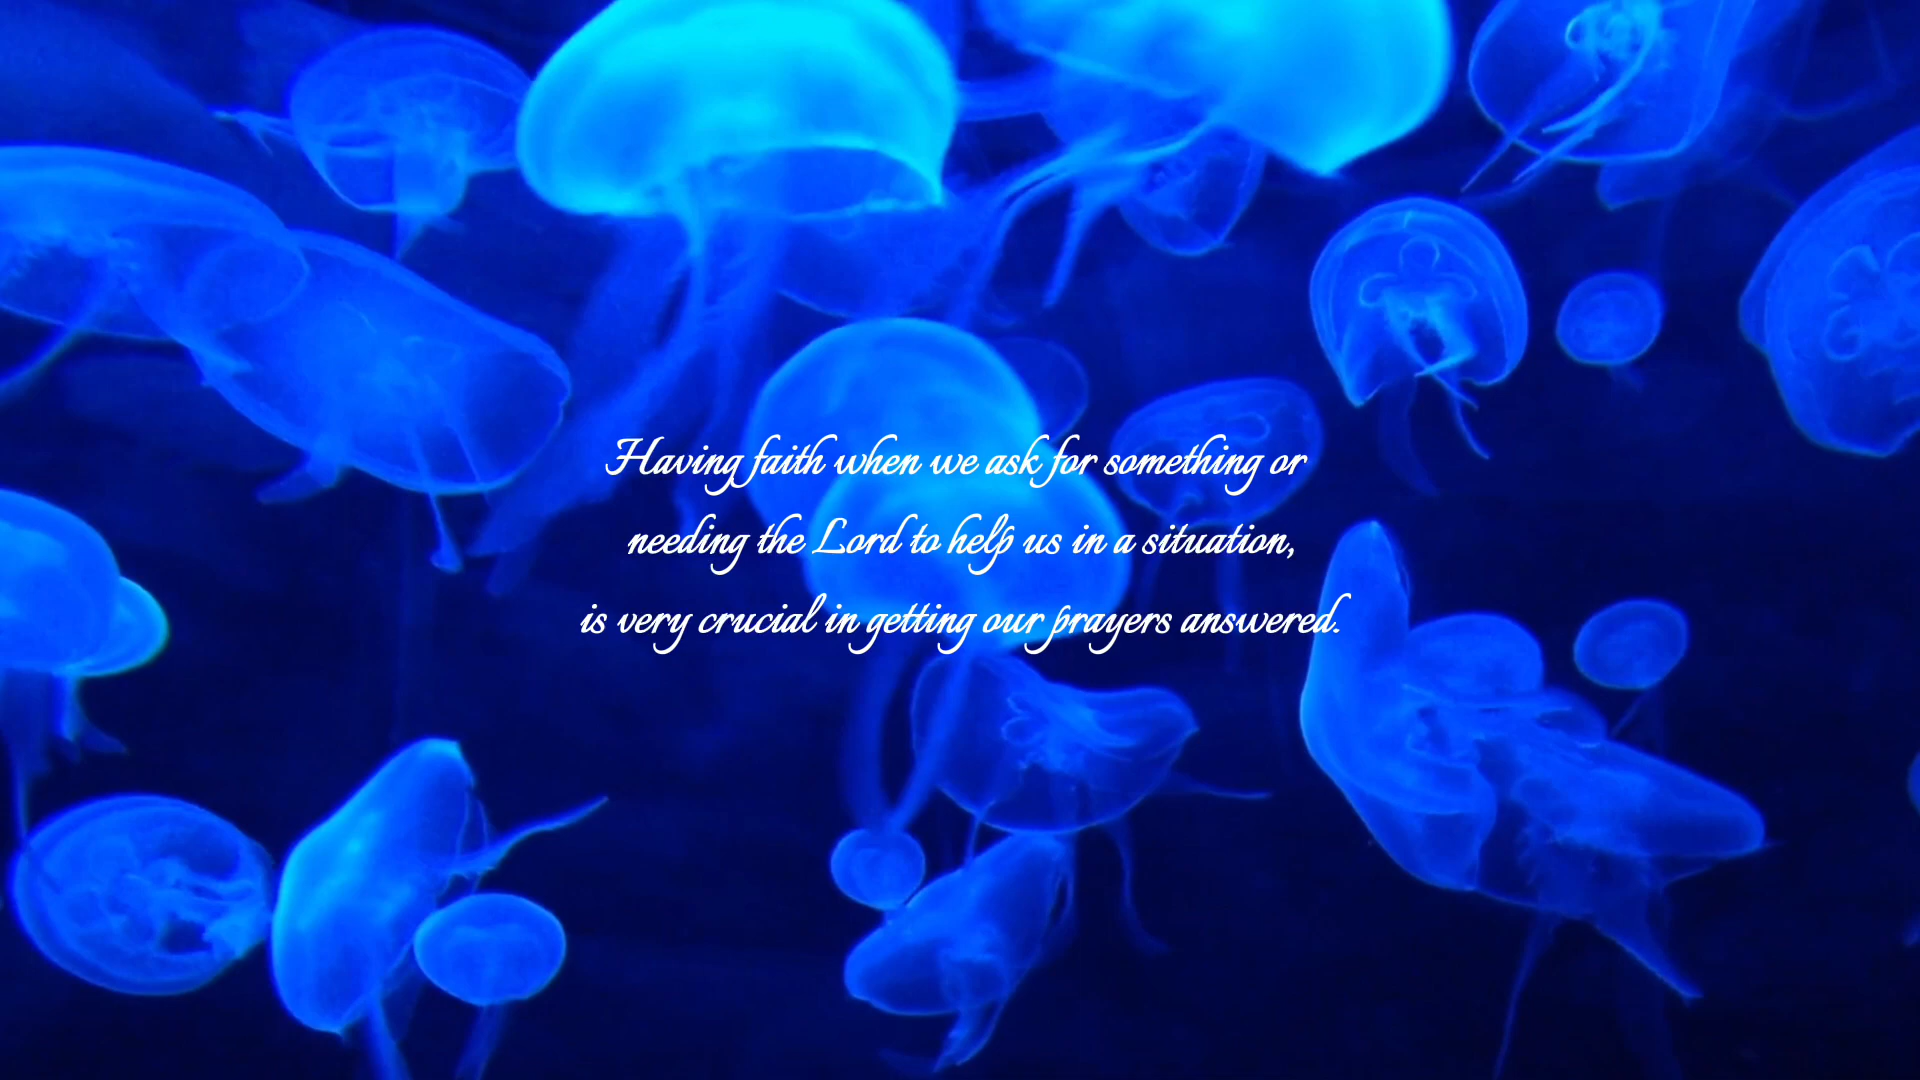 Having faith when we ask for something or
needing the Lord to help us in a situation,
is very crucial in getting our prayers answered.